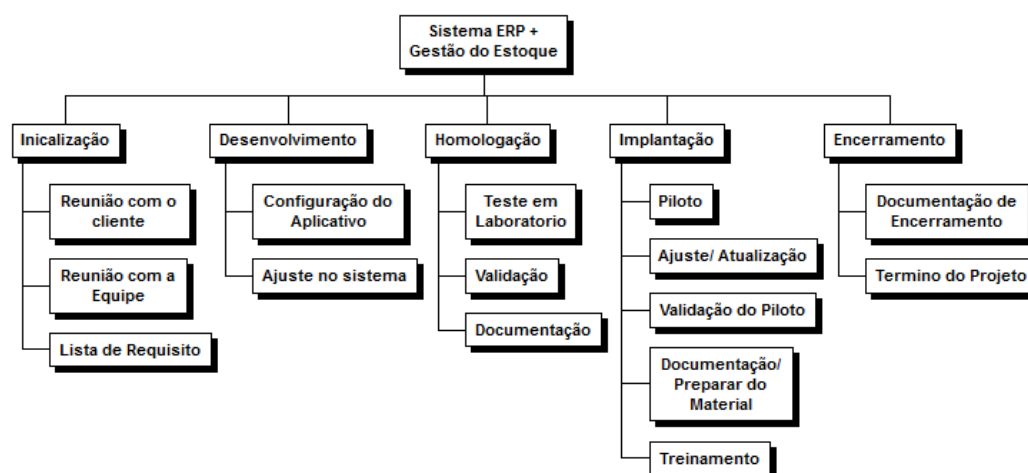 Sistema ERP +
Gestão do Estoque
Inicalização
Desenvolvimento
Homologação
Implantação
Encerramento
Reunião com o
cliente
Reunião com a
Equipe
Lista de Requisito
Configuração do
Aplicativo
Ajuste no sistema
Teste em
Laboratorio
Validação
Documentação
Piloto
Ajuste/ Atualização
Validação do Piloto
Documentação/
Preparar do
Material
Treinamento
Documentação de
Encerramento
Termino do Projeto